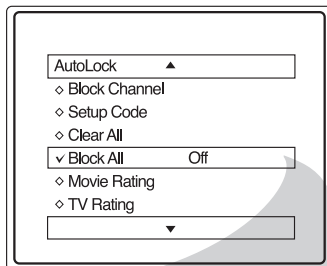 AutoLock ▲
◇ Block Channel
◇ Setup Code
◇ Clear All
✓ Block All Off
◇ Movie Rating
◇ TV Rating
▼